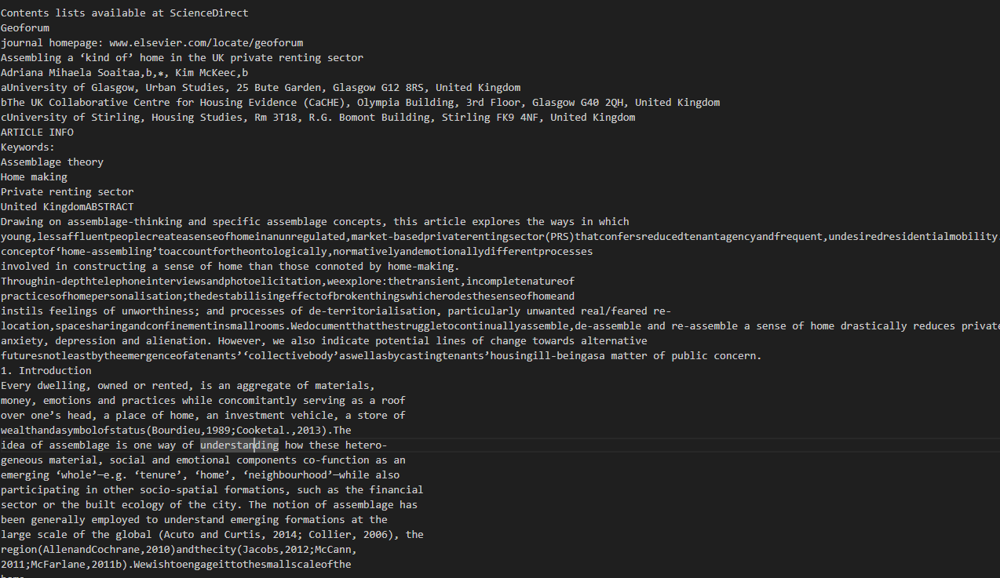 Contents lists available at ScienceDirect
Geoforum
journal homepage: www.elsevier.com/locate/geoforum
Assembling a ‘kind of’ home in the UK private renting sector
Adriana Mihaela Soaitaa,b,⁎, Kim McKeec,b
aUniversity of Glasgow, Urban Studies, 25 Bute Garden, Glasgow G12 8RS, United Kingdom
bThe UK Collaborative Centre for Housing Evidence (CaCHE), Olympia Building, 3rd Floor, Glasgow G40 2QH, United Kingdom
cUniversity of Stirling, Housing Studies, Rm 3T18, R.G. Bomont Building, Stirling FK9 4NF, United Kingdom
ARTICLE INFO
Keywords:
Assemblage theory
Home making
Private renting sector
United KingdomABSTRACT
Drawing on assemblage-thinking and specific assemblage concepts, this article explores the ways in which
young,lessaffluentpeoplecreateasenseofhomeinanunregulated,market-basedprivaterentingsector(PRS)thatconfersreducedtenantagencyandfrequent,undesiredresidentialmobility.
conceptof‘home-assembling’toaccountfortheontologically,normativelyandemotionallydifferentprocesses
involved in constructing a sense of home than those connoted by home-making.
Throughin-depthtelephoneinterviewsandphotoelicitation,weexplore:thetransient,incompletenatureof
practicesofhomepersonalisation;thedestabilisingeffectofbrokenthingswhicherodesthesenseofhomeand
instils feelings of unworthiness; and processes of de-territorialisation, particularly unwanted real/feared re-
location,spacesharingandconfinementinsmallrooms.Wedocumentthatthestruggletocontinuallyassemble,de-assemble and re-assemble a sense of home drastically reduces private
anxiety, depression and alienation. However, we also indicate potential lines of change towards alternative
futuresnotleastbytheemergenceofatenants’‘collectivebody’aswellasbycastingtenants’housingill-beingasa matter of public concern.
1. Introduction
Every dwelling, owned or rented, is an aggregate of materials,
money, emotions and practices while concomitantly serving as a roof
over one’s head, a place of home, an investment vehicle, a store of
wealthandasymbolofstatus(Bourdieu,1989;Cooketal.,2013).The
idea of assemblage is one way of understanding how these hetero-
geneous material, social and emotional components co-function as an
emerging ‘whole’—e.g. ‘tenure’, ‘home’, ‘neighbourhood’—while also
participating in other socio-spatial formations, such as the financial
sector or the built ecology of the city. The notion of assemblage has
been generally employed to understand emerging formations at the
large scale of the global (Acuto and Curtis, 2014; Collier, 2006), the
region(AllenandCochrane,2010)andthecity(Jacobs,2012;McCann,
2011;McFarlane,2011b).Wewishtoengageittothesmallscaleofthe